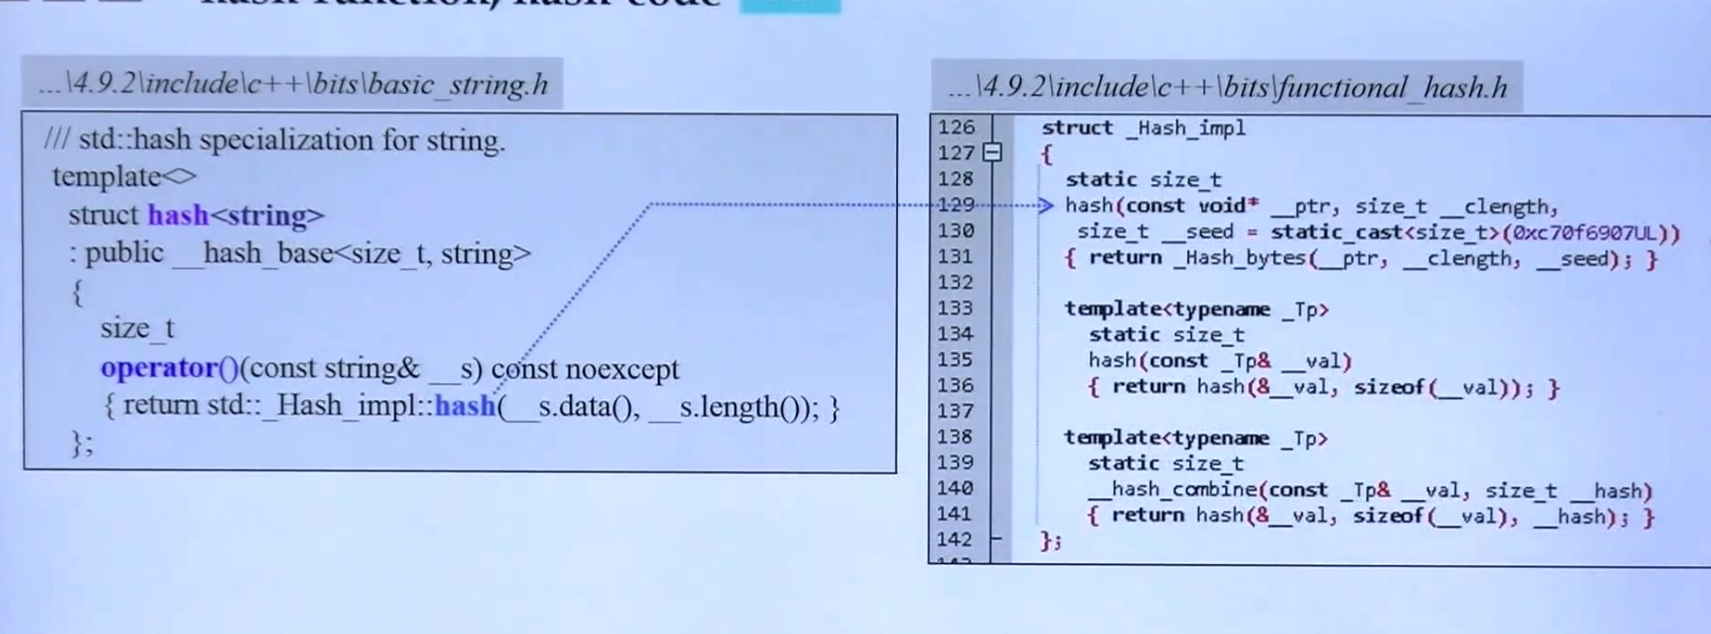 hash function, hash code
...\4.9.2\include\c++\bits\basic_string.h
/// std::hash specialization for string.
template<>
struct hash<string>
: public __hash_base<size_t, string>
{
size_t
operator()(const string& __s) const noexcept
{ return std::_Hash_impl::hash(__s.data(), __s.length()); }
};
...\4.9.2\include\c++\bits\functional_hash.h
126 struct _Hash_impl
127 {
128 static size_t
129 hash(const void* __ptr, size_t __clength,
130 size_t __seed = static_cast<size_t>(0xc70f6907UL))
131 { return _Hash_bytes(__ptr, __clength, __seed); }
132
133 template<typename _Tp>
134 static size_t
135 hash(const _Tp& __val)
136 { return hash(&__val, sizeof(__val)); }
137
138 template<typename _Tp>
139 static size_t
140 __hash_combine(const _Tp& __val, size_t __hash)
141 { return hash(&__val, sizeof(__val), __hash); }
142 };